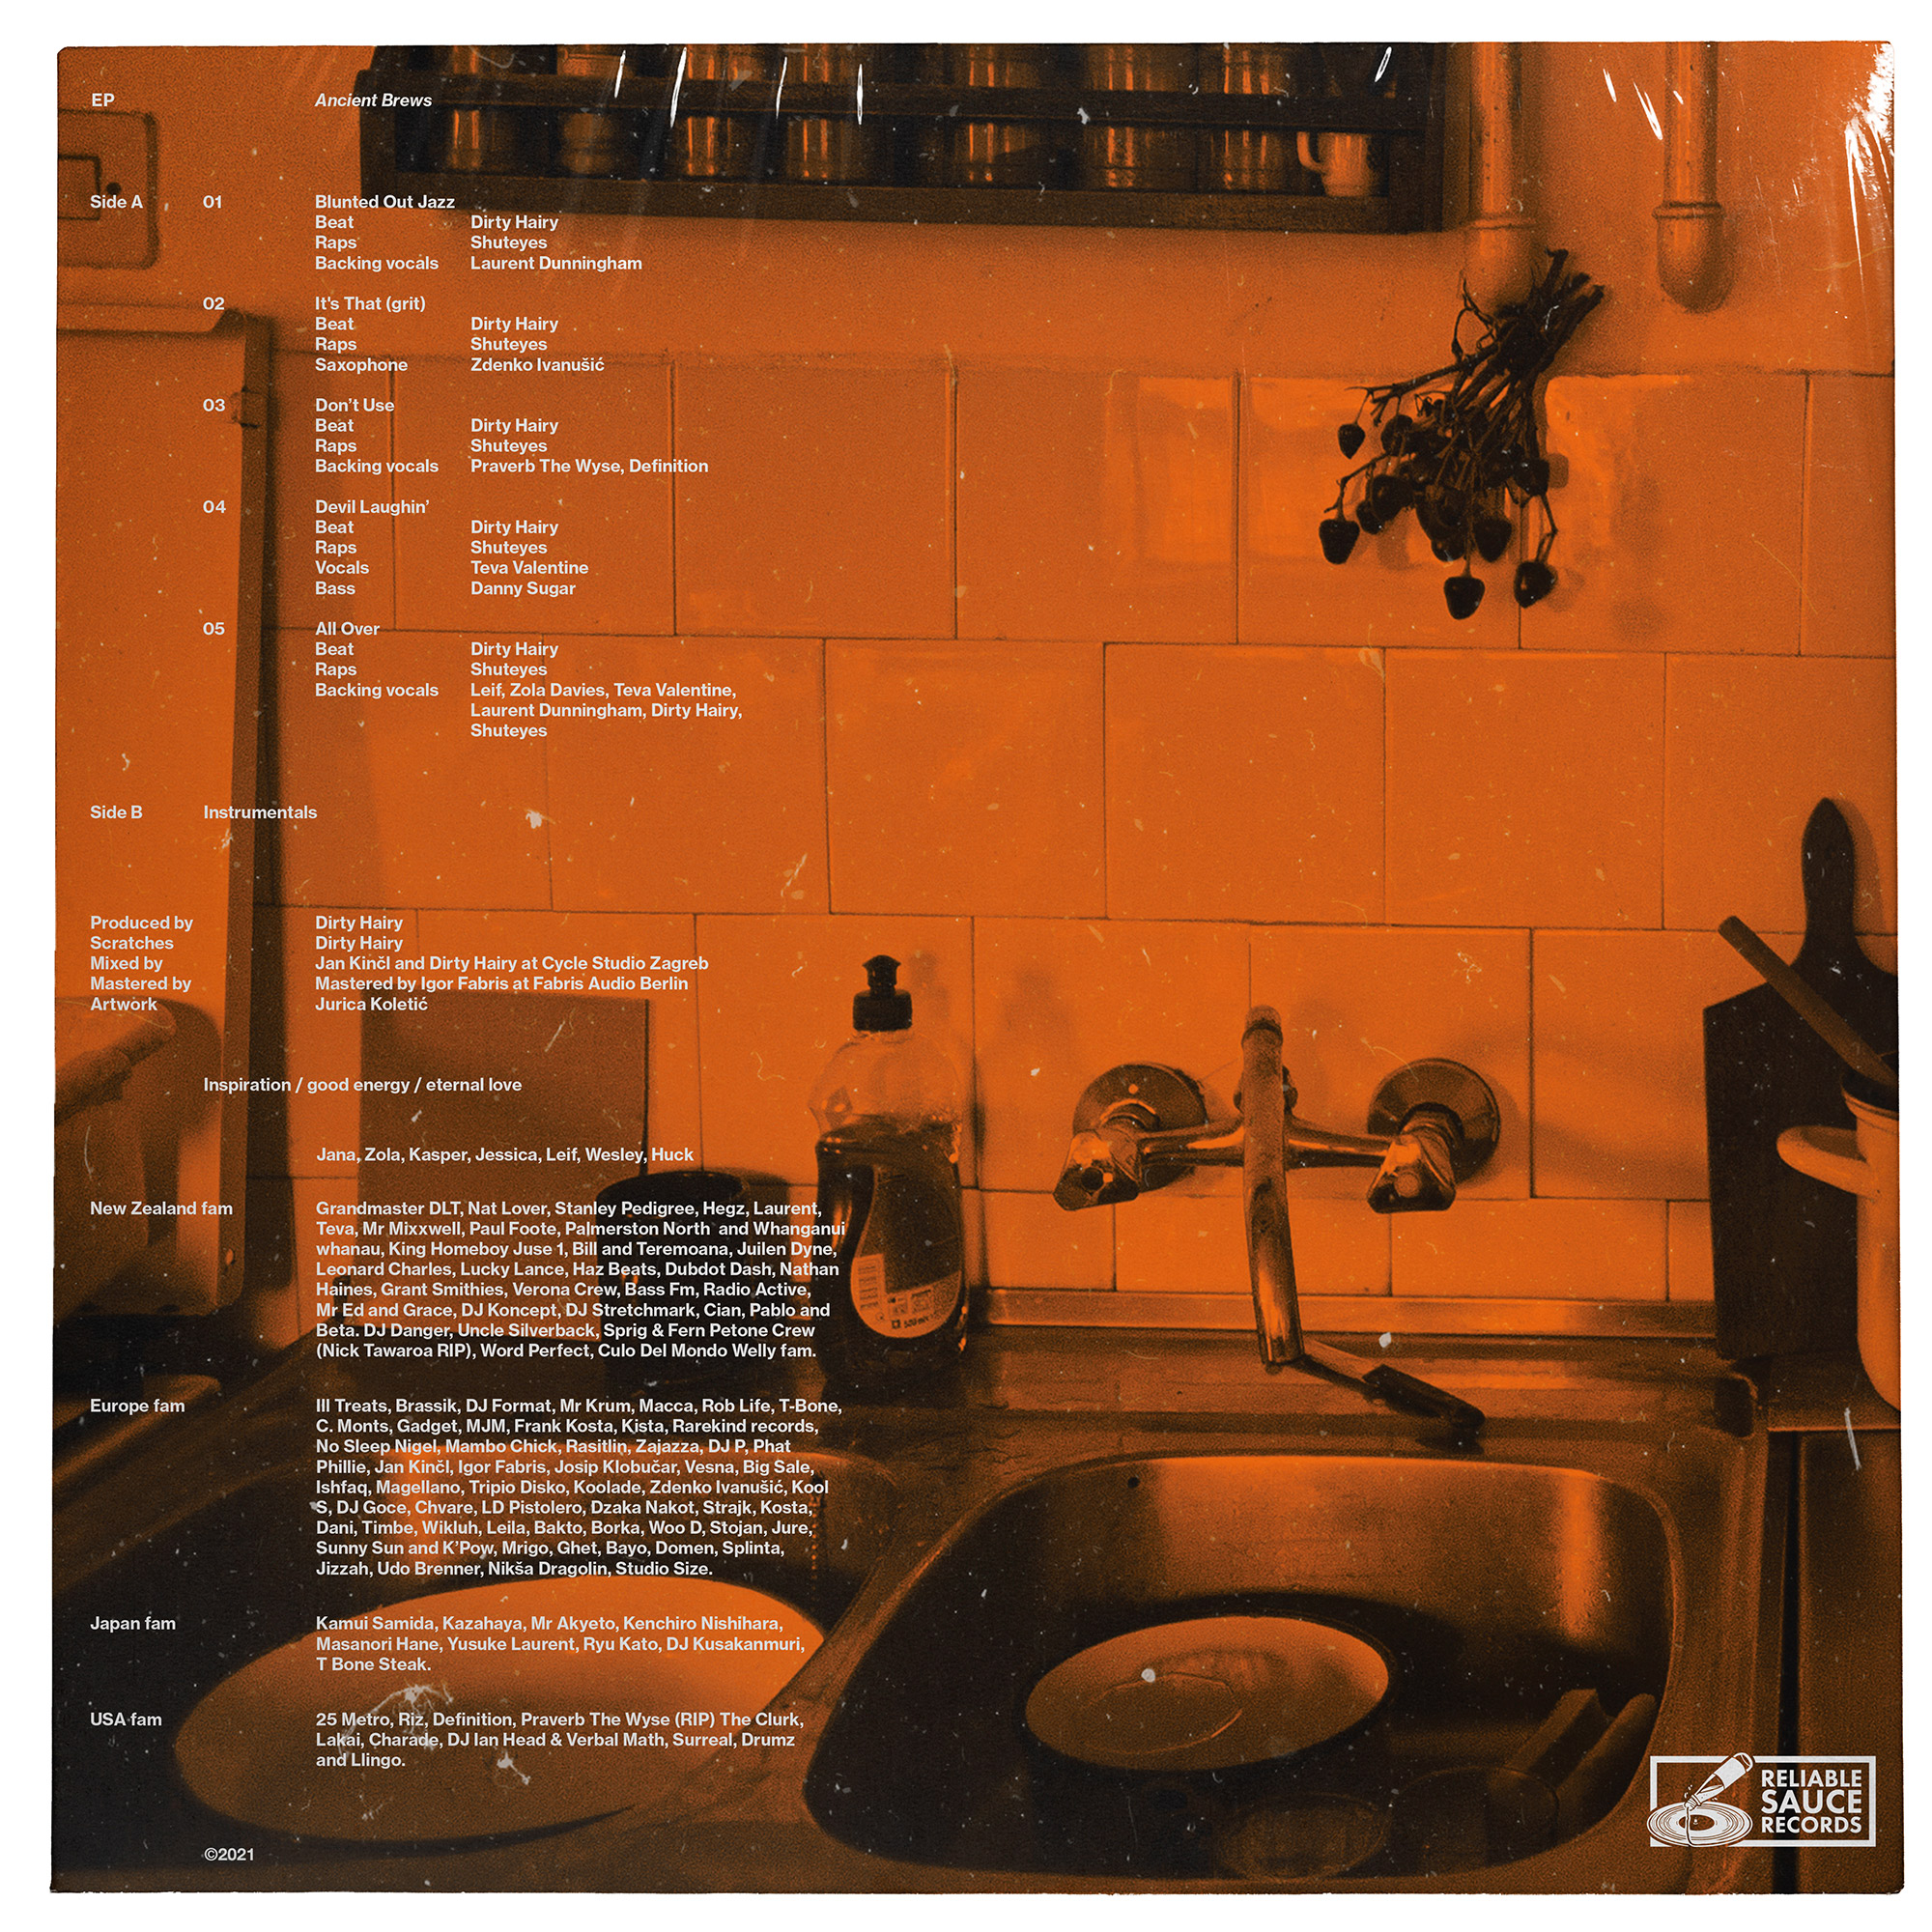 EP Ancient Brews
Side A 01 Blunted Out Jazz
Beat Dirty Hairy
Raps Shuteyes
Backing vocals Laurent Dunningham
02 It's That (grit)
Beat Dirty Hairy
Raps Shuteyes
Saxophone Zdenko Ivanušić
03 Don’t Use
Beat Dirty Hairy
Raps Shuteyes
Backing vocals Praverb The Wyse, Definition
04 Devil Laughin’
Beat Dirty Hairy
Raps Shuteyes
Vocals Teva Valentine
Bass Danny Sugar
05 All Over
Beat Dirty Hairy
Raps Shuteyes
Backing vocals Leif, Zola Davies, Teva Valentine,
Laurent Dunningham, Dirty Hairy,
Shuteyes
Side B Instrumentals
Produced by Dirty Hairy
Scratches Dirty Hairy
Mixed by Jan Kinčl and Dirty Hairy at Cycle Studio Zagreb
Mastered by Mastered by Igor Fabris at Fabris Audio Berlin
Artwork Jurica Koletić
Inspiration / good energy / eternal love
Jana, Zola, Kasper, Jessica, Leif, Wesley, Huck
New Zealand fam Grandmaster DLT, Nat Lover, Stanley Pedigree, Hegz, Laurent,
Teva, Mr Mixxwell, Paul Foote, Palmerston North and Whanganui
whanau, King Homeboy Juse 1, Bill and Teremoana, Juilen Dyne,
Leonard Charles, Lucky Lance, Haz Beats, Dubdot Dash, Nathan
Haines, Grant Smithies, Verona Crew, Bass Fm, Radio Active,
Mr Ed and Grace, DJ Koncept, DJ Stretchmark, Cian, Pablo and
Beta. DJ Danger, Uncle Silverback, Sprig & Fern Petone Crew
(Nick Tawaroa RIP), Word Perfect, Culo Del Mondo Welly fam.
Europe fam Ill Treats, Brassik, DJ Format, Mr Krum, Macca, Rob Life, T-Bone,
C. Monts, Gadget, MJM, Frank Kosta, Kista, Rarekind records,
No Sleep Nigel, Mambo Chick, Rasitlin, Zajazza, DJ P, Phat
Phillie, Jan Kinčl, Igor Fabris, Josip Klobučar, Vesna, Big Sale,
Ishfaq, Magellano, Tripio Disko, Koolade, Zdenko Ivanušić, Kool
S, DJ Goce, Chvare, LD Pistolero, Dzaka Nakot, Strajk, Kosta,
Dani, Timbe, Wikluh, Leila, Bakto, Borka, Woo D, Stojan, Jure,
Sunny Sun and K’Pow, Mrigo, Ghet, Bayo, Domen, Splinta,
Jizzah, Udo Brenner, Nikša Dragolin, Studio Size.
Japan fam Kamui Samida, Kazahaya, Mr Akyeto, Kenchiro Nishihara,
Masanori Hane, Yusuke Laurent, Ryu Kato, DJ Kusakanmuri,
T Bone Steak.
USA fam 25 Metro, Riz, Definition, Praverb The Wyse (RIP) The Clurk,
Lakai, Charade, DJ Ian Head & Verbal Math, Surreal, Drumz
and Llingo.
©2021
RELIABLE
SAUCE
RECORDS